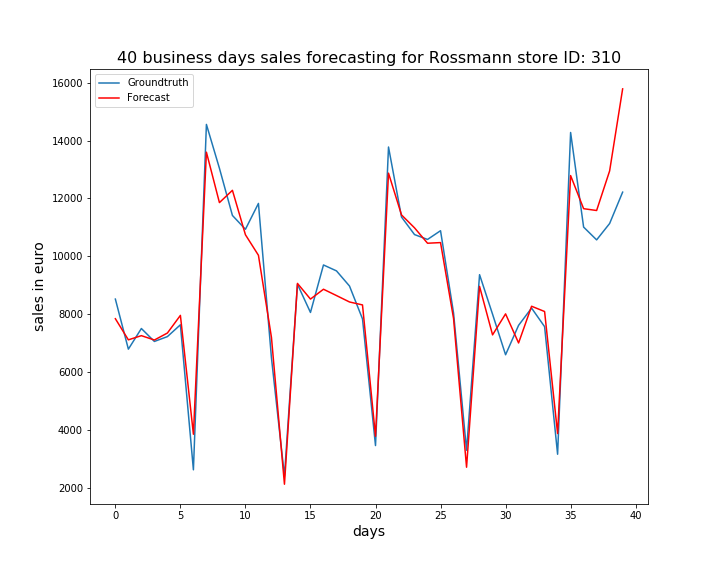 40 business days sales forecasting for Rossmann store ID: 310
Groundtruth
Forecast
16000
14000
12000
10000
8000
6000
4000
2000
sales in euro
0 5 10 15 20 25 30 35 40
days